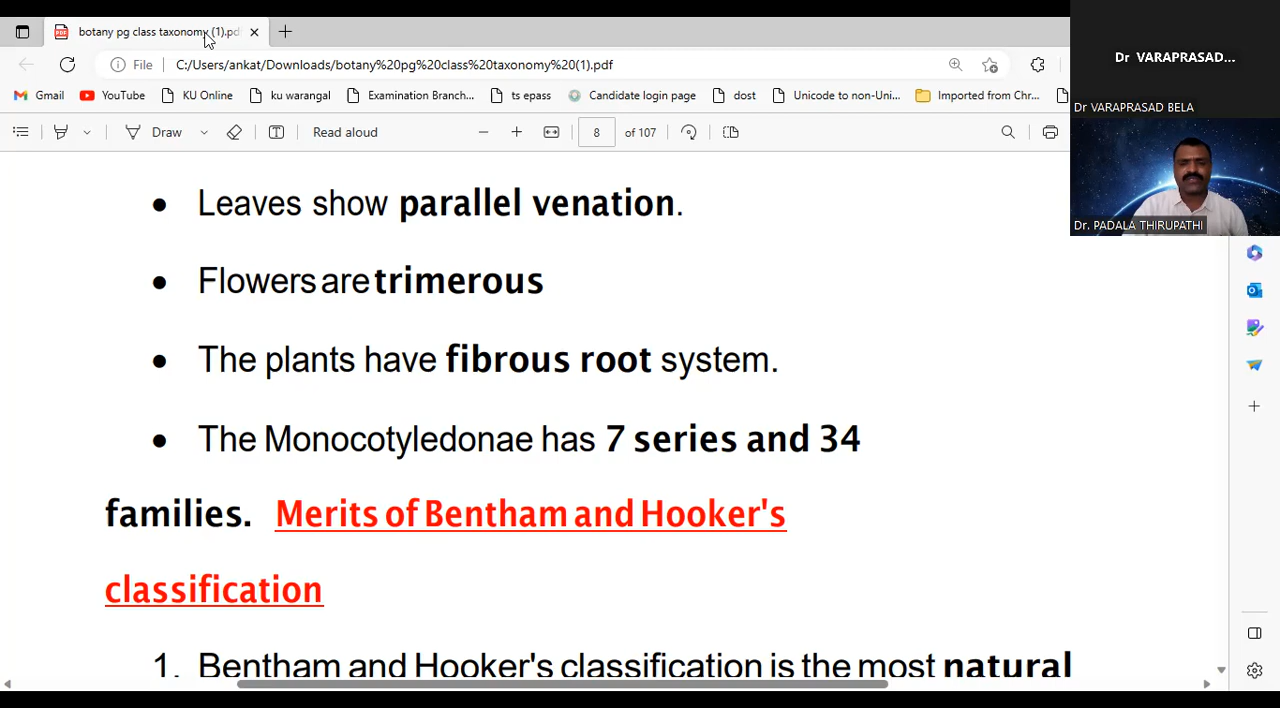 botany pg class taxonomy (1).pd
File C:/Users/ankat/Downloads/botany%20pg%20class%20taxonomy%20(1).pdf
Gmail YouTube KU Online ku warangal Examination Branch... ts epass Candidate login page dost Unicode to non-Uni... Imported from Chr...
Draw Read aloud 8 of 107
Dr VARAPRASAD...
Dr VARAPRASAD BELA
Dr. PADALA THIRUPATHI
• Leaves show parallel venation.
• Flowers are trimerous
• The plants have fibrous root system.
• The Monocotyledonae has 7 series and 34
families. Merits of Bentham and Hooker's
classification
1. Bentham and Hooker's classification is the most natural